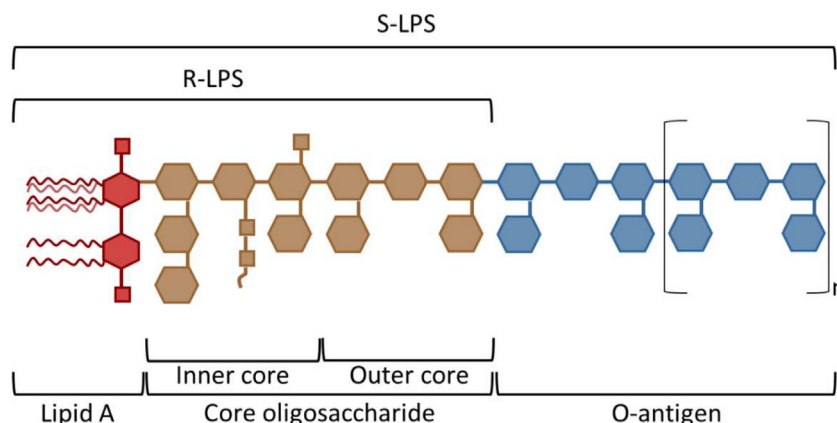 S-LPS
R-LPS
n
Inner core Outer core
Lipid A Core oligosaccharide O-antigen